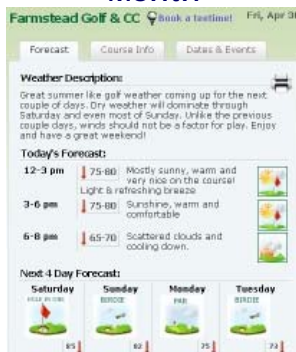 Farmstead Golf & CC Book a teetime! Fri, Apr 3
Forecast Course Info Dates & Events
Weather Description:
Great summer like golf weather coming up for the next
couple of days. Dry weather will dominate through
Saturday and even most of Sunday. Unlike the previous
couple days, winds should not be a factor for play. Enjoy
and have a great weekend!
Today's Forecast:
12-3 pm 75-80 Mostly sunny, warm and
very nice on the course!
Light & refreshing breeze
3-6 pm 75-80 Sunshine, warm and
comfortable
6-8 pm 65-70 Scattered clouds and
cooling down.
Next 4 Day Forecast:
Saturday Sunday Monday Tuesday
HOLE IN ONE BIRDIE PAR BIRDIE
85 82 75 73